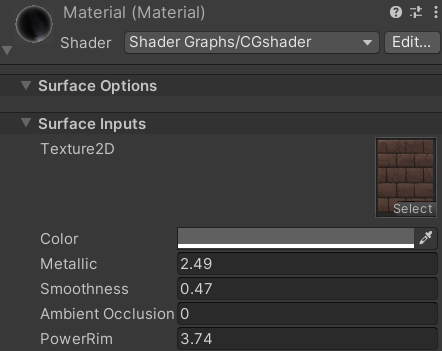 Material (Material)
Shader Shader Graphs/CGshader Edit...
Surface Options
Surface Inputs
Texture2D
Select
Color
Metallic 2.49
Smoothness 0.47
Ambient Occlusion 0
PowerRim 3.74